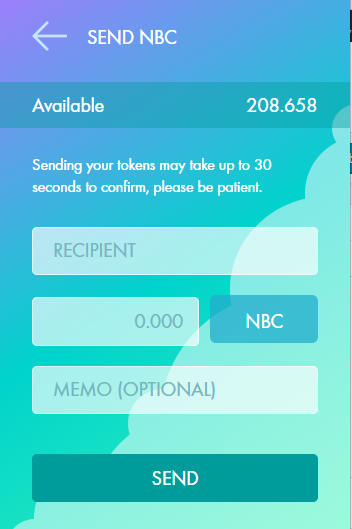 SEND NBC
Available 208.658
Sending your tokens may take up to 30
seconds to confirm, please be patient.
RECIPIENT
0.000 NBC
MEMO (OPTIONAL)
SEND